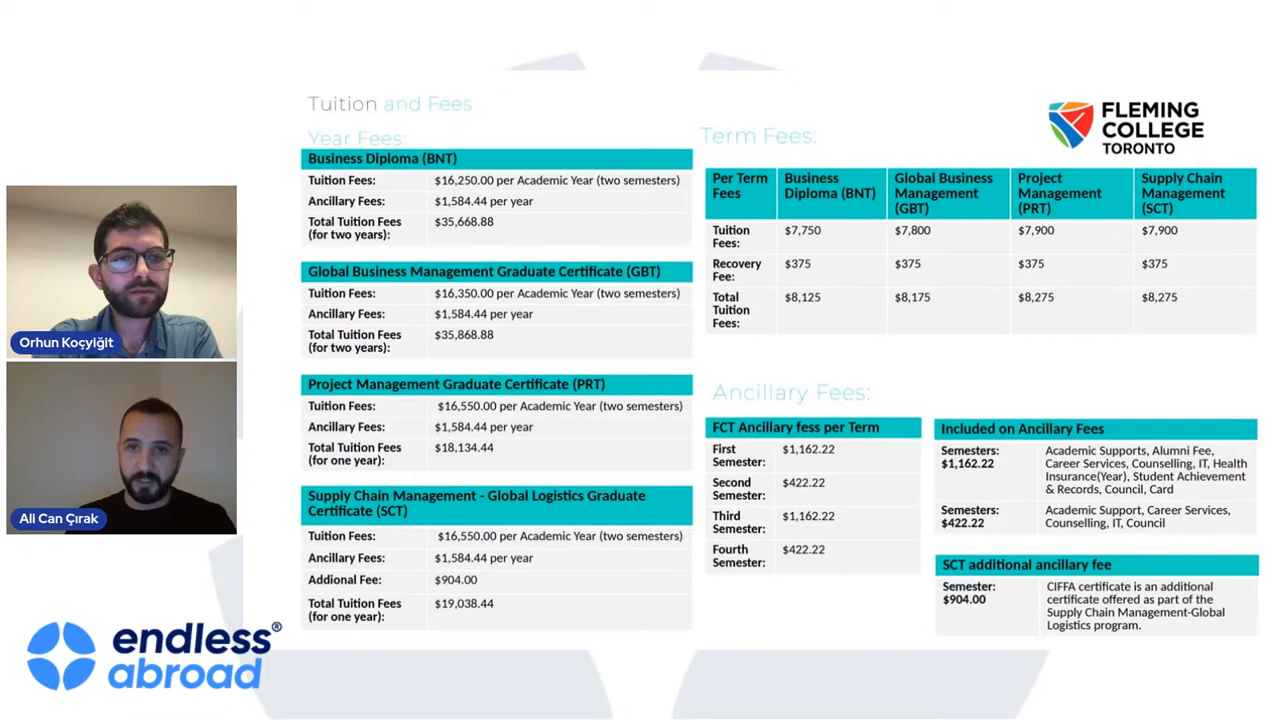 Tuition and Fees
Year Fees:
Business Diploma (BNT)
Tuition Fees: $16,250.00 per Academic Year (two semesters)
Ancillary Fees: $1,584.44 per year
Total Tuition Fees $35,668.88
(for two years):
Global Business Management Graduate Certificate (GBT)
Tuition Fees: $16,350.00 per Academic Year (two semesters)
Ancillary Fees: $1,584.44 per year
Total Tuition Fees $35,868.88
(for two years):
Project Management Graduate Certificate (PRT)
Tuition Fees: $16,550.00 per Academic Year (two semesters)
Ancillary Fees: $1,584.44 per year
Total Tuition Fees $18,134.44
(for one year):
Supply Chain Management - Global Logistics Graduate
Certificate (SCT)
Tuition Fees: $16,550.00 per Academic Year (two semesters)
Ancillary Fees: $1,584.44 per year
Addional Fee: $904.00
Total Tuition Fees $19,038.44
(for one year):
Term Fees:
FLEMING
COLLEGE
TORONTO
Per Term
Fees
Business
Diploma (BNT)
Global Business
Management
(GBT)
Project
Management
(PRT)
Supply Chain
Management
(SCT)
Tuition $7,750 $7,800 $7,900 $7,900
Fees:
Recovery $375 $375 $375 $375
Fee:
Total $8,125 $8,175 $8,275 $8,275
Tuition
Fees:
Ancillary Fees:
FCT Ancillary fess per Term
First $1,162.22
Semester:
Second $422.22
Semester:
Third $1,162.22
Semester:
Fourth $422.22
Semester:
Included on Ancillary Fees
Semesters:
$1,162.22
Academic Supports, Alumni Fee,
Career Services, Counselling, IT, Health
Insurance(Year), Student Achievement
& Records, Council, Card
Semesters:
$422.22
Academic Support, Career Services,
Counselling, IT, Council
SCT additional ancillary fee
Semester:
$904.00
CIFFA certificate is an additional
certificate offered as part of the
Supply Chain Management-Global
Logistics program.
Orhun Koçyiğit
Ali Can Çırak
endless®
abroad